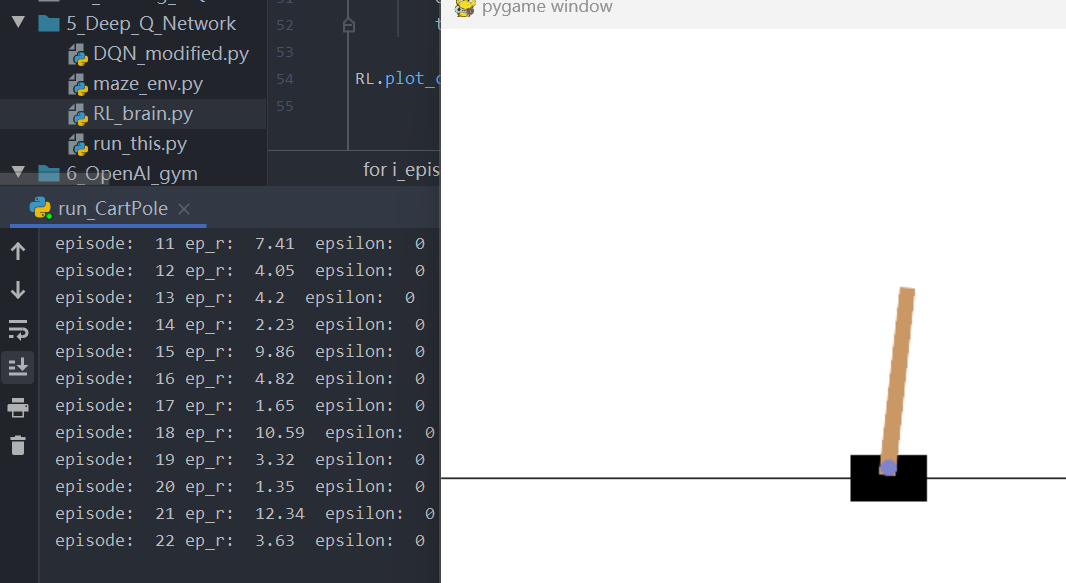 5_Deep_Q_Network
DQN_modified.py
maze_env.py
RL_brain.py
run_this.py
6_OpenAI_gym
52
53
54 RL.plot_c
55
for i_epis
pygame window
run_CartPole
episode:  11 ep_r:  7.41  epsilon:  0
episode:  12 ep_r:  4.05  epsilon:  0
episode:  13 ep_r:  4.2  epsilon:  0
episode:  14 ep_r:  2.23  epsilon:  0
episode:  15 ep_r:  9.86  epsilon:  0
episode:  16 ep_r:  4.82  epsilon:  0
episode:  17 ep_r:  1.65  epsilon:  0
episode:  18 ep_r:  10.59  epsilon:  0
episode:  19 ep_r:  3.32  epsilon:  0
episode:  20 ep_r:  1.35  epsilon:  0
episode:  21 ep_r:  12.34  epsilon:  0
episode:  22 ep_r:  3.63  epsilon:  0